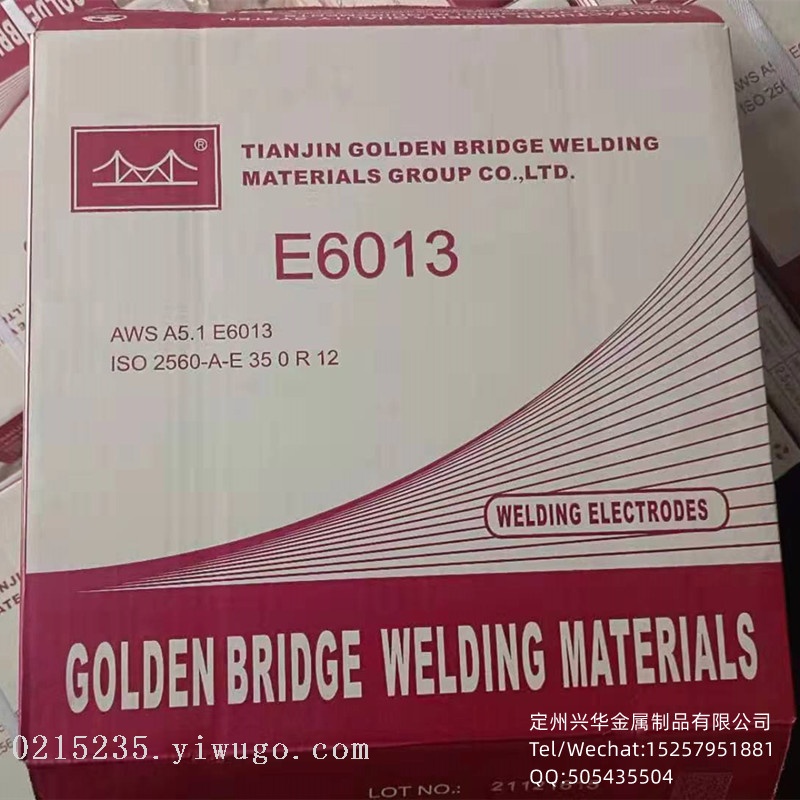 TIANJIN GOLDEN BRIDGE WELDING
MATERIALS GROUP CO.,LTD.
®
E6013
AWS A5.1 E6013
ISO 2560-A-E 35 0 R 12
WELDING ELECTRODES
GOLDEN BRIDGE WELDING MATERIALS
定州兴华金属制品有限公司
0215235.yiwugo.com
Tel/Wechat:15257951881
QQ:505435504
LOT NO.: